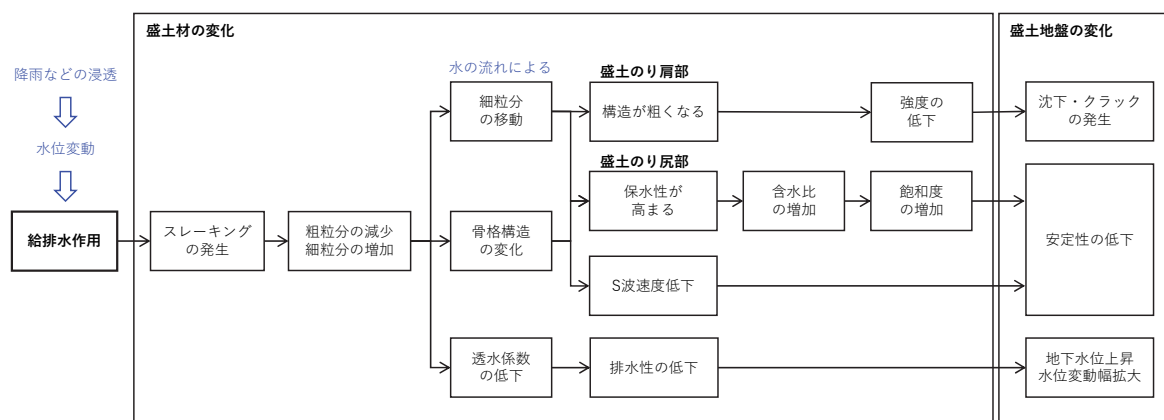 盛土材の変化
盛土地盤の変化
降雨などの浸透
水位変動
給排水作用
スレーキング
の発生
粗粒分の減少
細粒分の増加
水の流れによる
細粒分
の移動
骨格構造
の変化
透水係数
の低下
盛土のり肩部
構造が粗くなる
強度の
低下
沈下・クラック
の発生
盛土のり尻部
保水性が
高まる
含水比
の増加
飽和度
の増加
安定性の低下
S波速度低下
排水性の低下
地下水位上昇
水位変動幅拡大